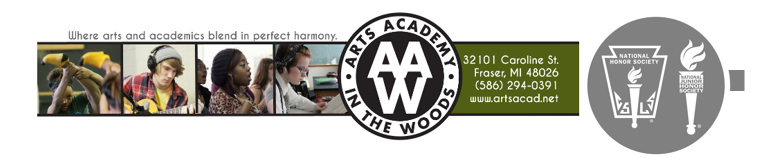 Where arts and academics blend in perfect harmony.
ARTS ACADEMY
AAW
IN THE WOODS
32101 Caroline St.
Fraser, MI 48026
(586) 294-0391
www.artsacad.net
NATIONAL
HONOR SOCIETY
C S L S
®
NATIONAL
JUNIOR
HONOR
SOCIETY
®